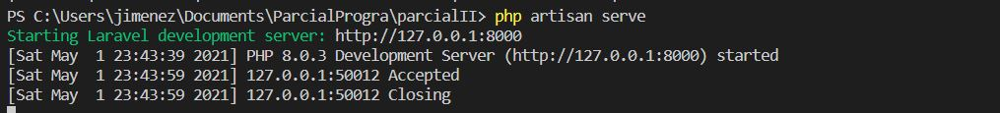 PS C:\Users\jimenez\Documents\ParcialProgra\parcialII> php artisan serve
Starting Laravel development server: http://127.0.0.1:8000
[Sat May  1 23:43:39 2021] PHP 8.0.3 Development Server (http://127.0.0.1:8000) started
[Sat May  1 23:43:59 2021] 127.0.0.1:50012 Accepted
[Sat May  1 23:43:59 2021] 127.0.0.1:50012 Closing